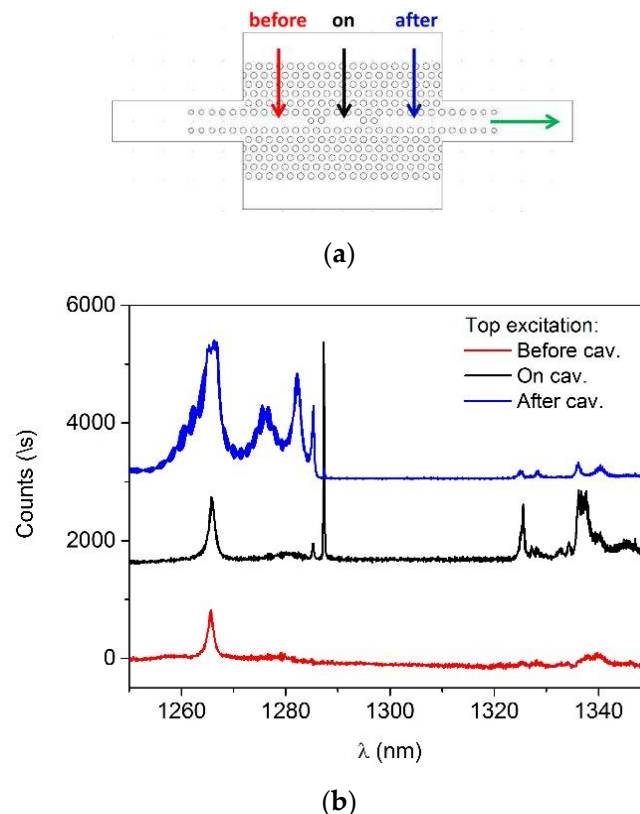 before on after
(a)
6000
4000
2000
0
Counts (\s)
Top excitation:
Before cav.
On cav.
After cav.
1260 1280 1300 1320 1340
λ (nm)
(b)